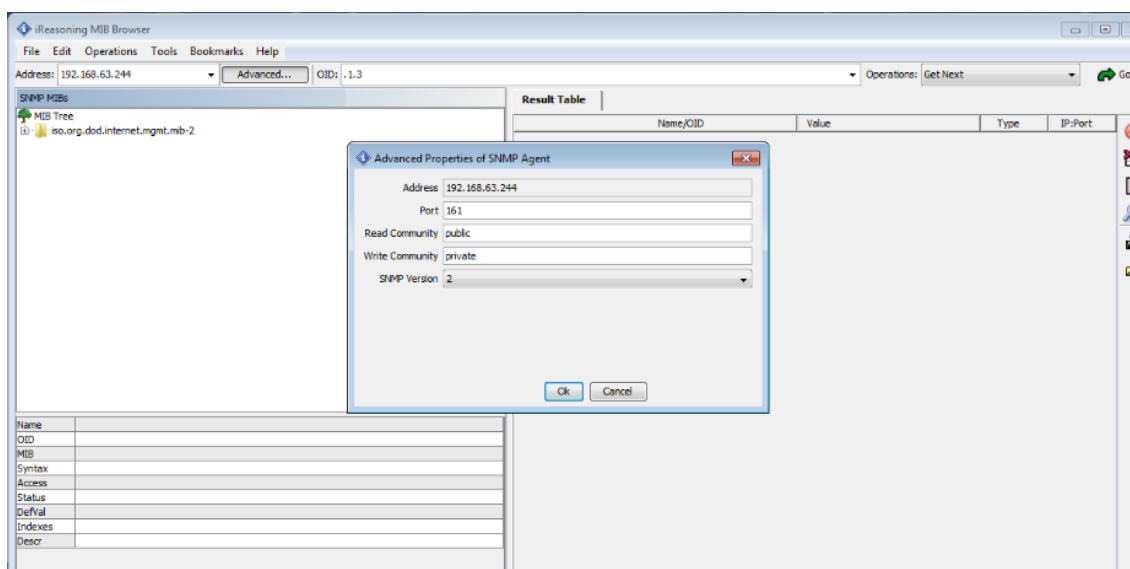 iReasoning MIB Browser
File Edit Operations Tools Bookmarks Help
Address: 192.168.63.244 Advanced... OID: .1.3 Operations: Get Next Go
SNMP MIBs
MIB Tree
iso.org.dod.internet.mgmt.mib-2
Result Table
Name/OID Value Type IP:Port
Advanced Properties of SNMP Agent
Address 192.168.63.244
Port 161
Read Community public
Write Community private
SNMP Version 2
Ok Cancel
Name
OID
MIB
Syntax
Access
Status
DefVal
Indexes
Descr